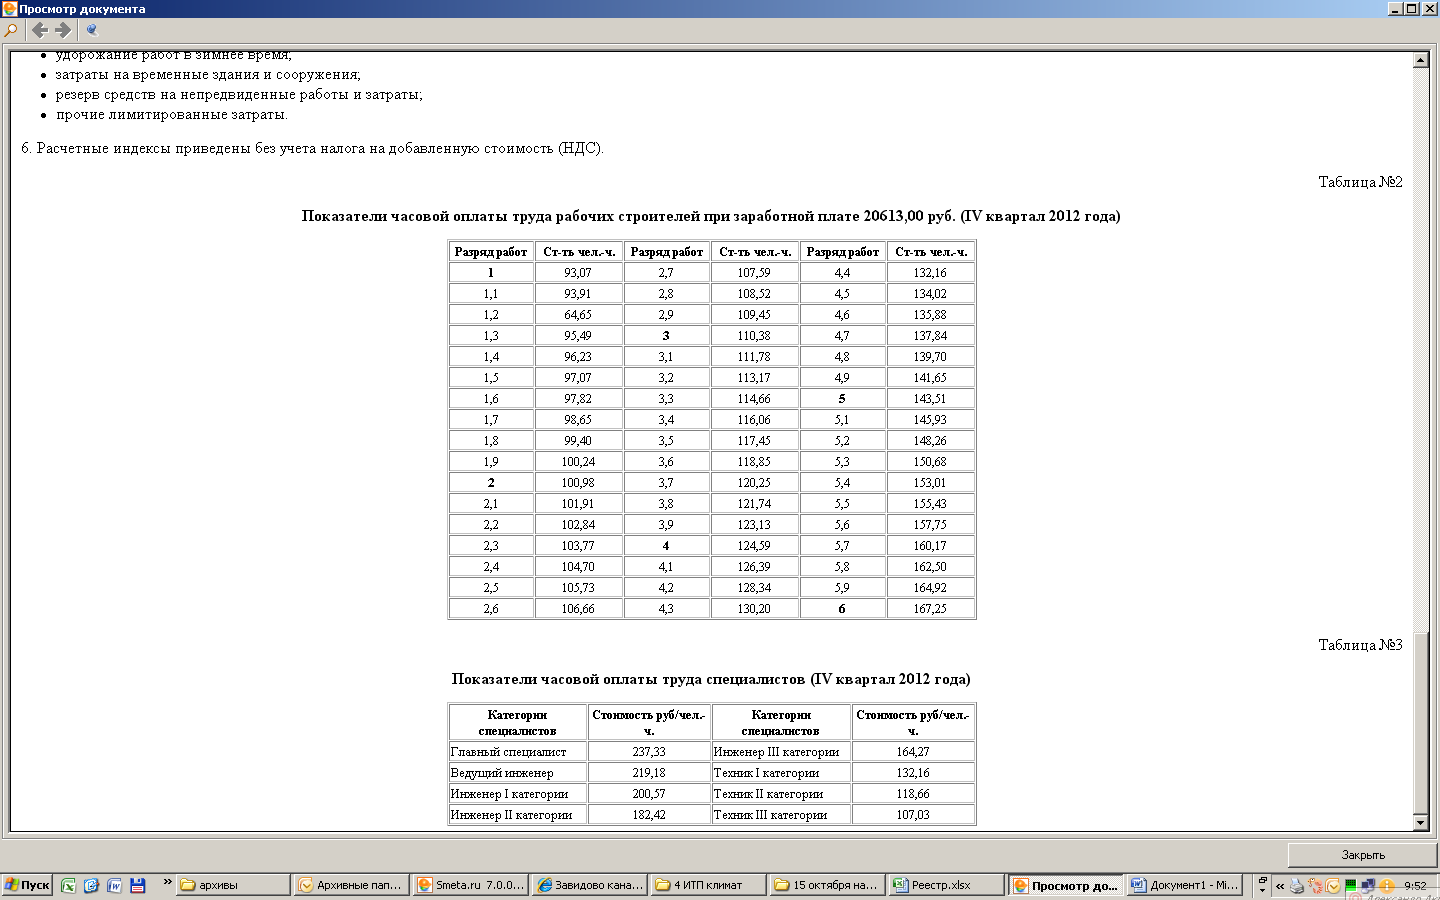 Просмотр документа
удорожание работ в зимнее время;
затраты на временные здания и сооружения;
резерв средств на непредвиденные работы и затраты;
прочие лимитированные затраты.
6. Расчетные индексы приведены без учета налога на добавленную стоимость (НДС).
Таблица №2
Показатели часовой оплаты труда рабочих строителей при заработной плате 20613,00 руб. (IV квартал 2012 года)
Разряд работ Ст-ть чел.-ч. Разряд работ Ст-ть чел.-ч. Разряд работ Ст-ть чел.-ч.
1 93,07 2,7 107,59 4,4 132,16
1,1 93,91 2,8 108,52 4,5 134,02
1,2 64,65 2,9 109,45 4,6 135,88
1,3 95,49 3 110,38 4,7 137,84
1,4 96,23 3,1 111,78 4,8 139,70
1,5 97,07 3,2 113,17 4,9 141,65
1,6 97,82 3,3 114,66 5 143,51
1,7 98,65 3,4 116,06 5,1 145,93
1,8 99,40 3,5 117,45 5,2 148,26
1,9 100,24 3,6 118,85 5,3 150,68
2 100,98 3,7 120,25 5,4 153,01
2,1 101,91 3,8 121,74 5,5 155,43
2,2 102,84 3,9 123,13 5,6 157,75
2,3 103,77 4 124,59 5,7 160,17
2,4 104,70 4,1 126,39 5,8 162,50
2,5 105,73 4,2 128,34 5,9 164,92
2,6 106,66 4,3 130,20 6 167,25
Таблица №3
Показатели часовой оплаты труда специалистов (IV квартал 2012 года)
Категории специалистов Стоимость руб/чел.-ч. Категории специалистов Стоимость руб/чел.-ч.
Главный специалист 237,33 Инженер III категории 164,27
Ведущий инженер 219,18 Техник I категории 132,16
Инженер I категории 200,57 Техник II категории 118,66
Инженер II категории 182,42 Техник III категории 107,03
Закрыть
Пуск » архивы Архивные пап... Smeta.ru 7.0.0... Завидово кана... 4 ИТП климат 15 октября на... Реестр.xlsx Просмотр до... Документ1 - Mi... « 9:52